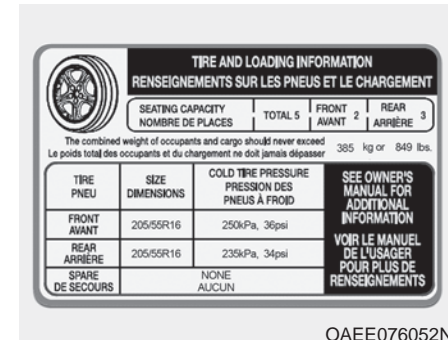 TIRE AND LOADING INFORMATION
RENSEIGNEMENTS SUR LES PNEUS ET LE CHARGEMENT
SEATING CAPACITY
NOMBRE DE PLACES
TOTAL 5
FRONT
AVANT 2
REAR
ARRIÈRE 3
The combined weight of occupants and cargo should never exceed
Le poids total des occupants et du chargement ne doit jamais dépasser
385 kg or 849 lbs.
TIRE
PNEU
SIZE
DIMENSIONS
COLD TIRE PRESSURE
PRESSION DES
PNEUS À FROID
SEE OWNER'S
MANUAL FOR
ADDITIONAL
INFORMATION
VOIR LE MANUEL
DE L'USAGER
POUR PLUS DE
RENSEIGNEMENTS
FRONT
AVANT
205/55R16
250kPa, 36psi
REAR
ARRIÈRE
205/55R16
235kPa, 34psi
SPARE
DE SECOURS
NONE
AUCUN
OAEE076052N